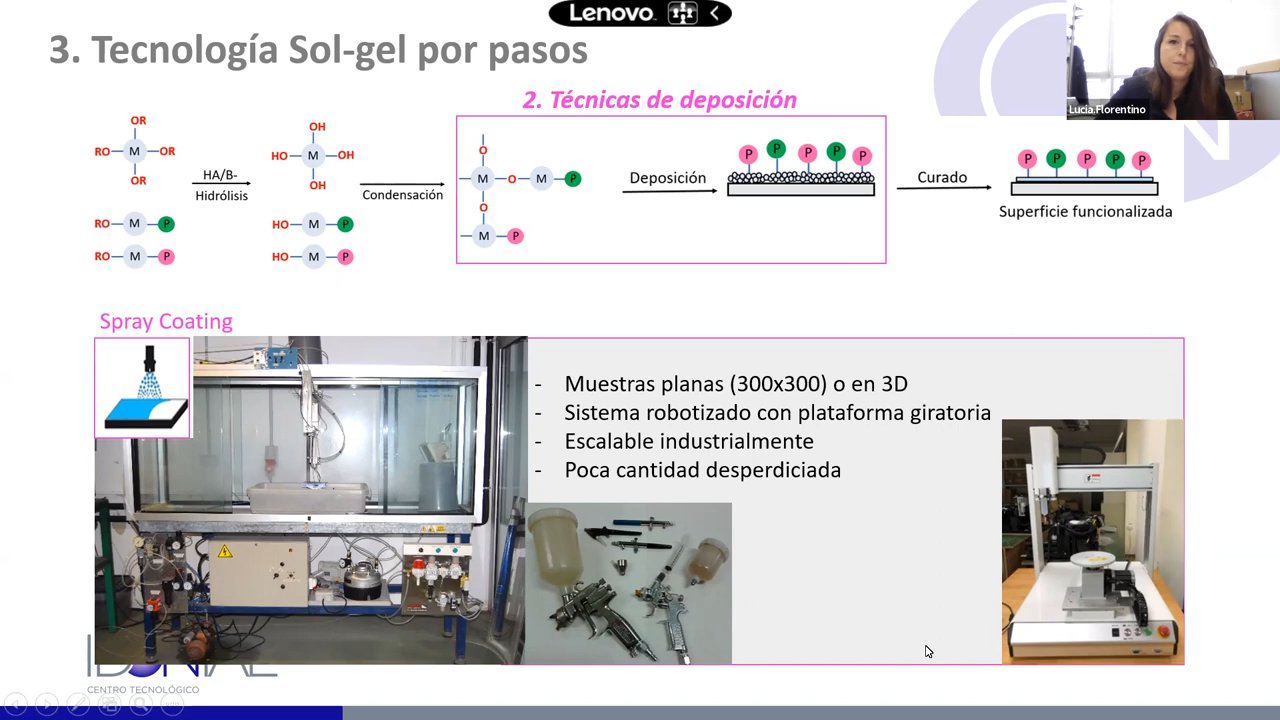 Lenovo
3. Tecnología Sol-gel por pasos
Lucía.Florentino
2. Técnicas de deposición
OR
RO M OR
OR
RO M P
RO M P
HA/B-
Hidrólisis
OH
HO M OH
OH
HO M P
HO M P
Condensación
O
M O M P
O
M P
Deposición
P P P P P
Curado
P P P P P
Superficie funcionalizada
Spray Coating
- Muestras planas (300x300) o en 3D
- Sistema robotizado con plataforma giratoria
- Escalable industrialmente
- Poca cantidad desperdiciada
CENTRO TECNOLÓGICO